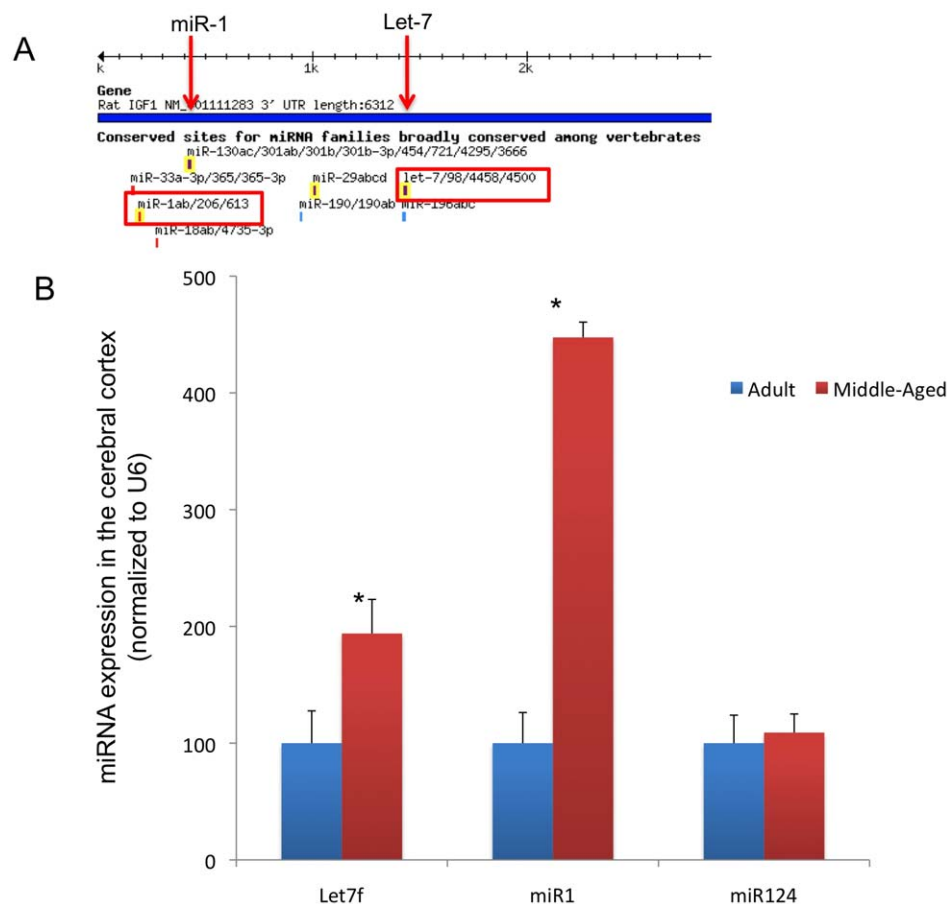 A
miR-1
Let-7
k
1k
2k
Gene
Rat IGF1 NM_ 01111283 3' UTR length:6312
Conserved sites for miRNA families broadly conserved among vertebrates
miR-130ac/301ab/301b/301b-3p/454/721/4295/3666
miR-33a-3p/365/365-3p
miR-29abcd
let-7/98/4458/4500
miR-1ab/206/613
miR-190/190ab
miR-196abc
miR-18ab/4735-3p
B
miRNA expression in the cerebral cortex
(normalized to U6)
500
400
300
200
100
0
*
*
Adult
Middle-Aged
Let7f
miR1
miR124